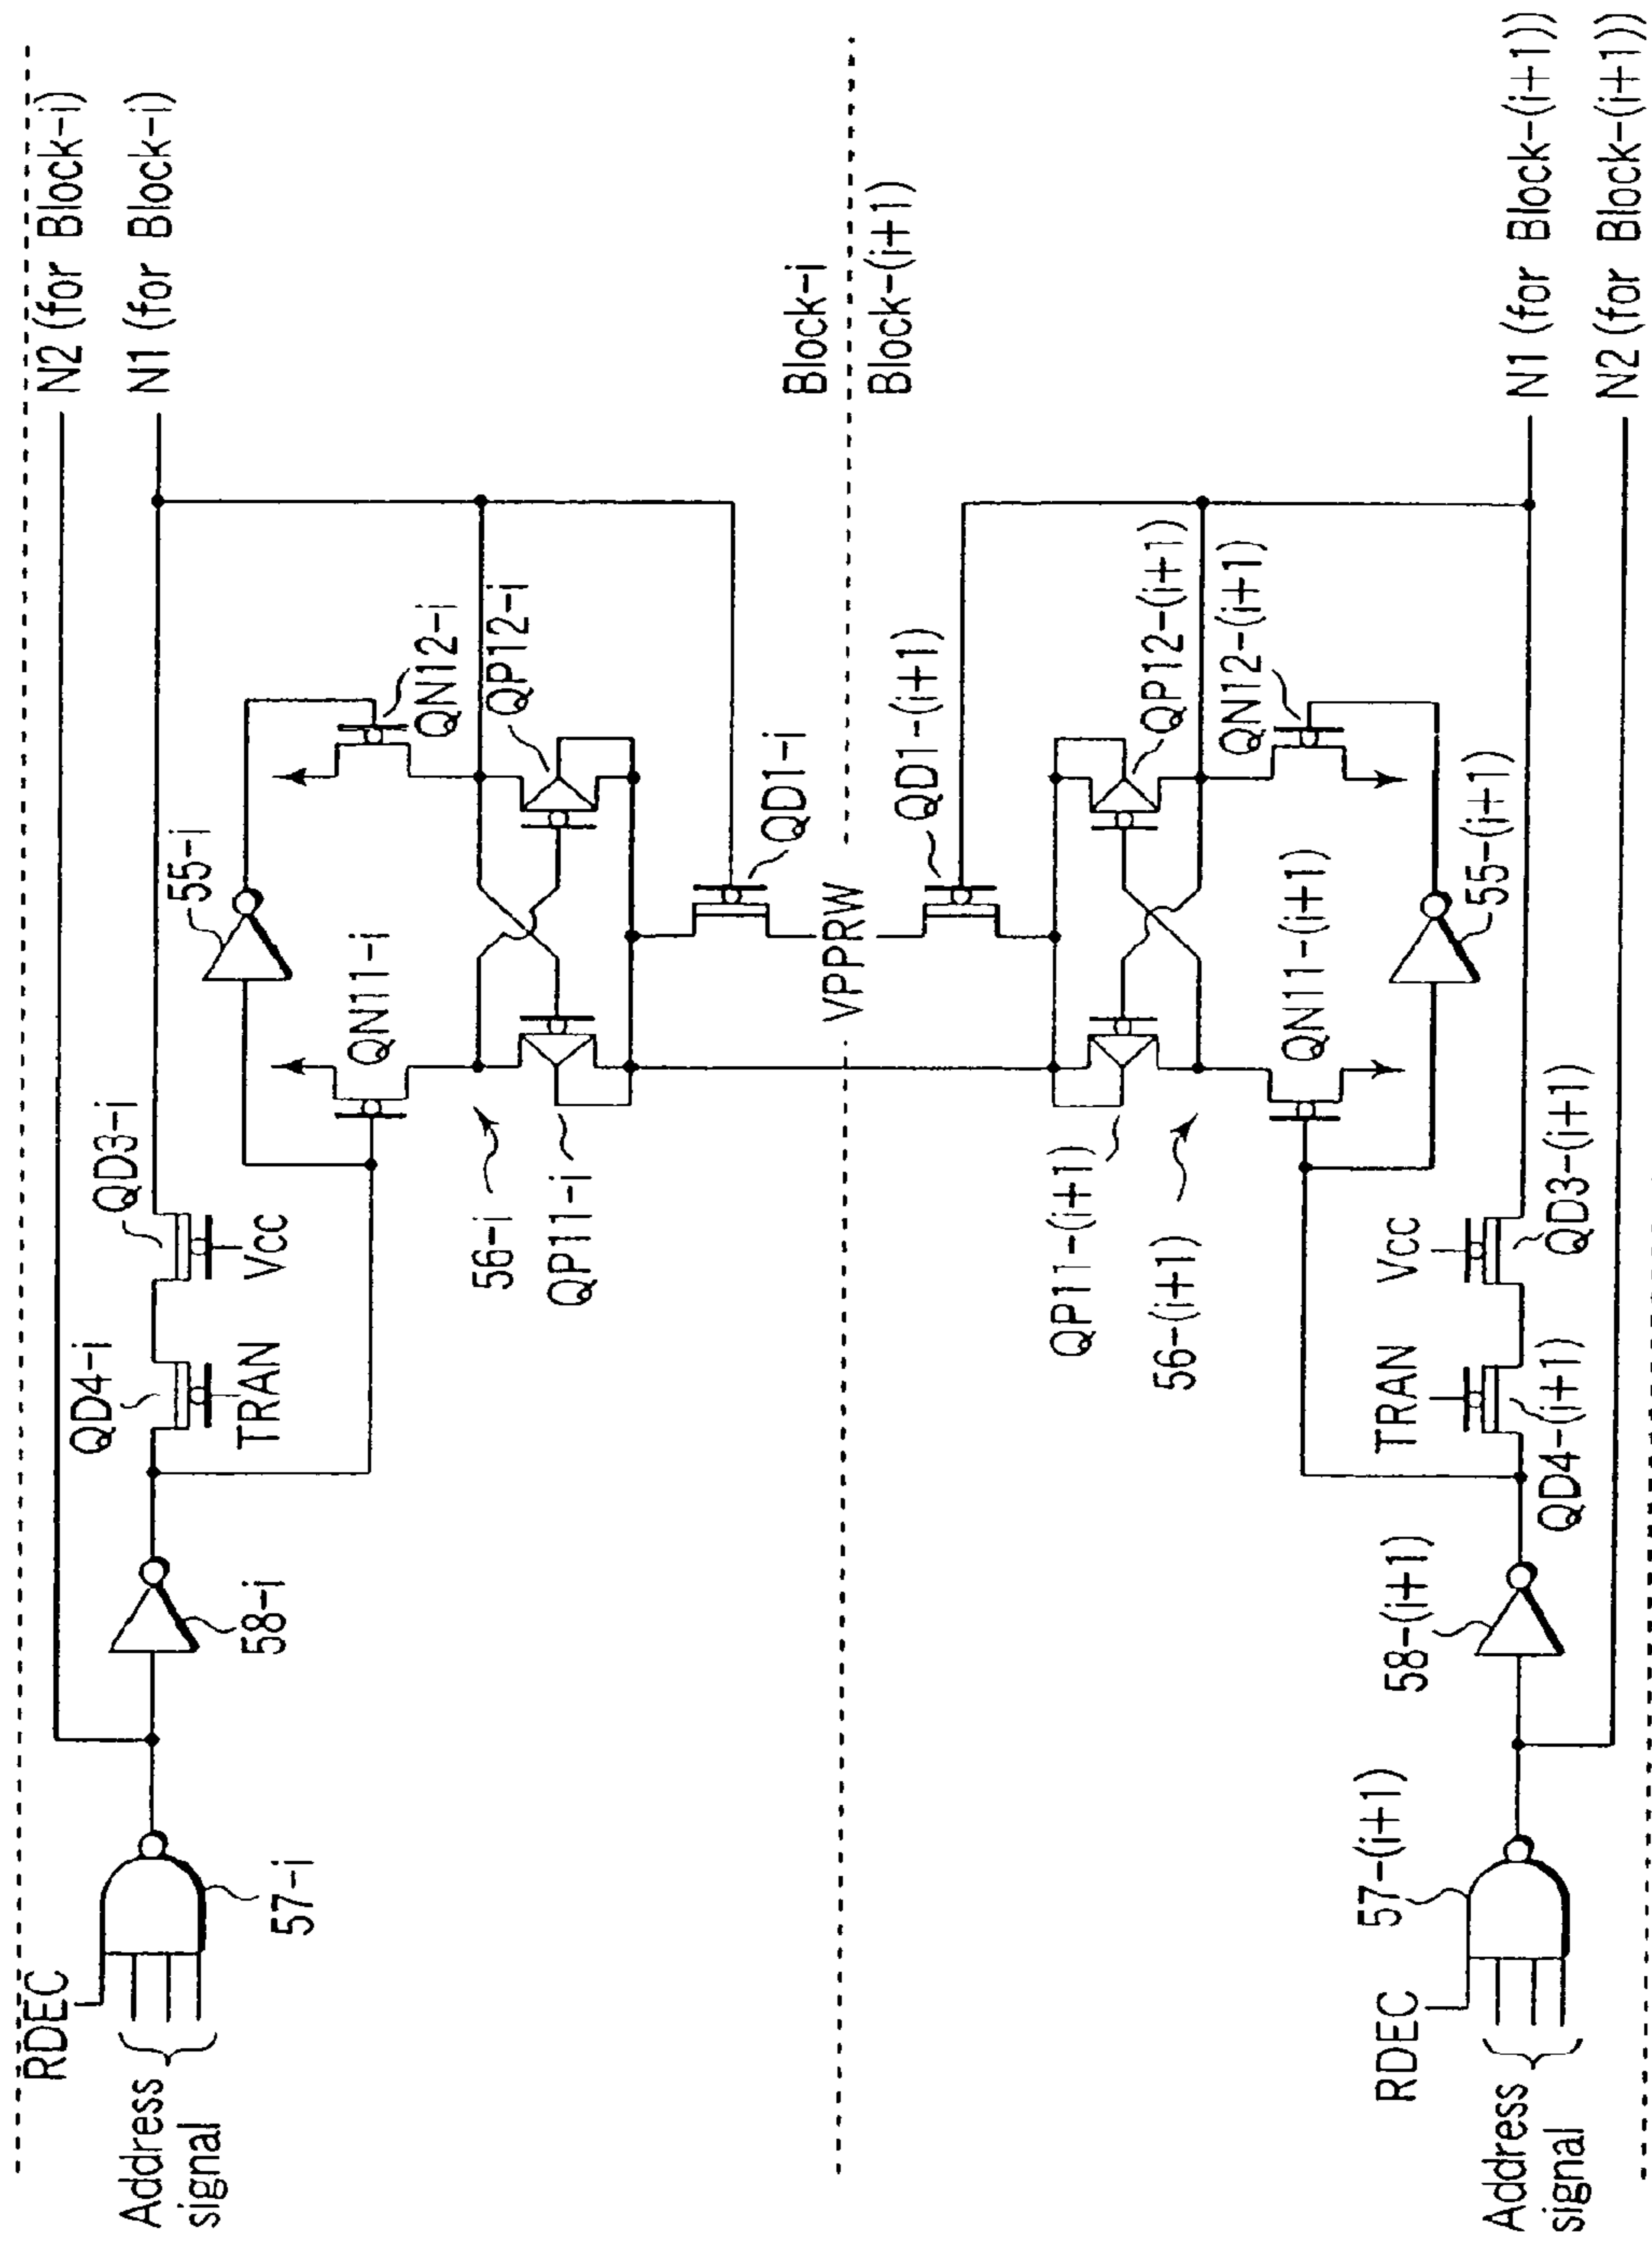 N2 (for Block-i)
N1 (for Block-i)
RDEC
Address
signal
57-i
58-i
QD4-i
TRAN
QD3-i
Vcc
55-i
QN11-i
QN12-i
56-i
QP11-i
QP12-i
QD1-i
Block-i
VPPRW
Block-(i+1)
QD1-(i+1)
QP11-(i+1)
QP12-(i+1)
56-(i+1)
QN11-(i+1)
QN12-(i+1)
55-(i+1)
TRAN
Vcc
QD4-(i+1)
QD3-(i+1)
58-(i+1)
57-(i+1)
RDEC
Address
signal
N1 (for Block-(i+1))
N2 (for Block-(i+1))